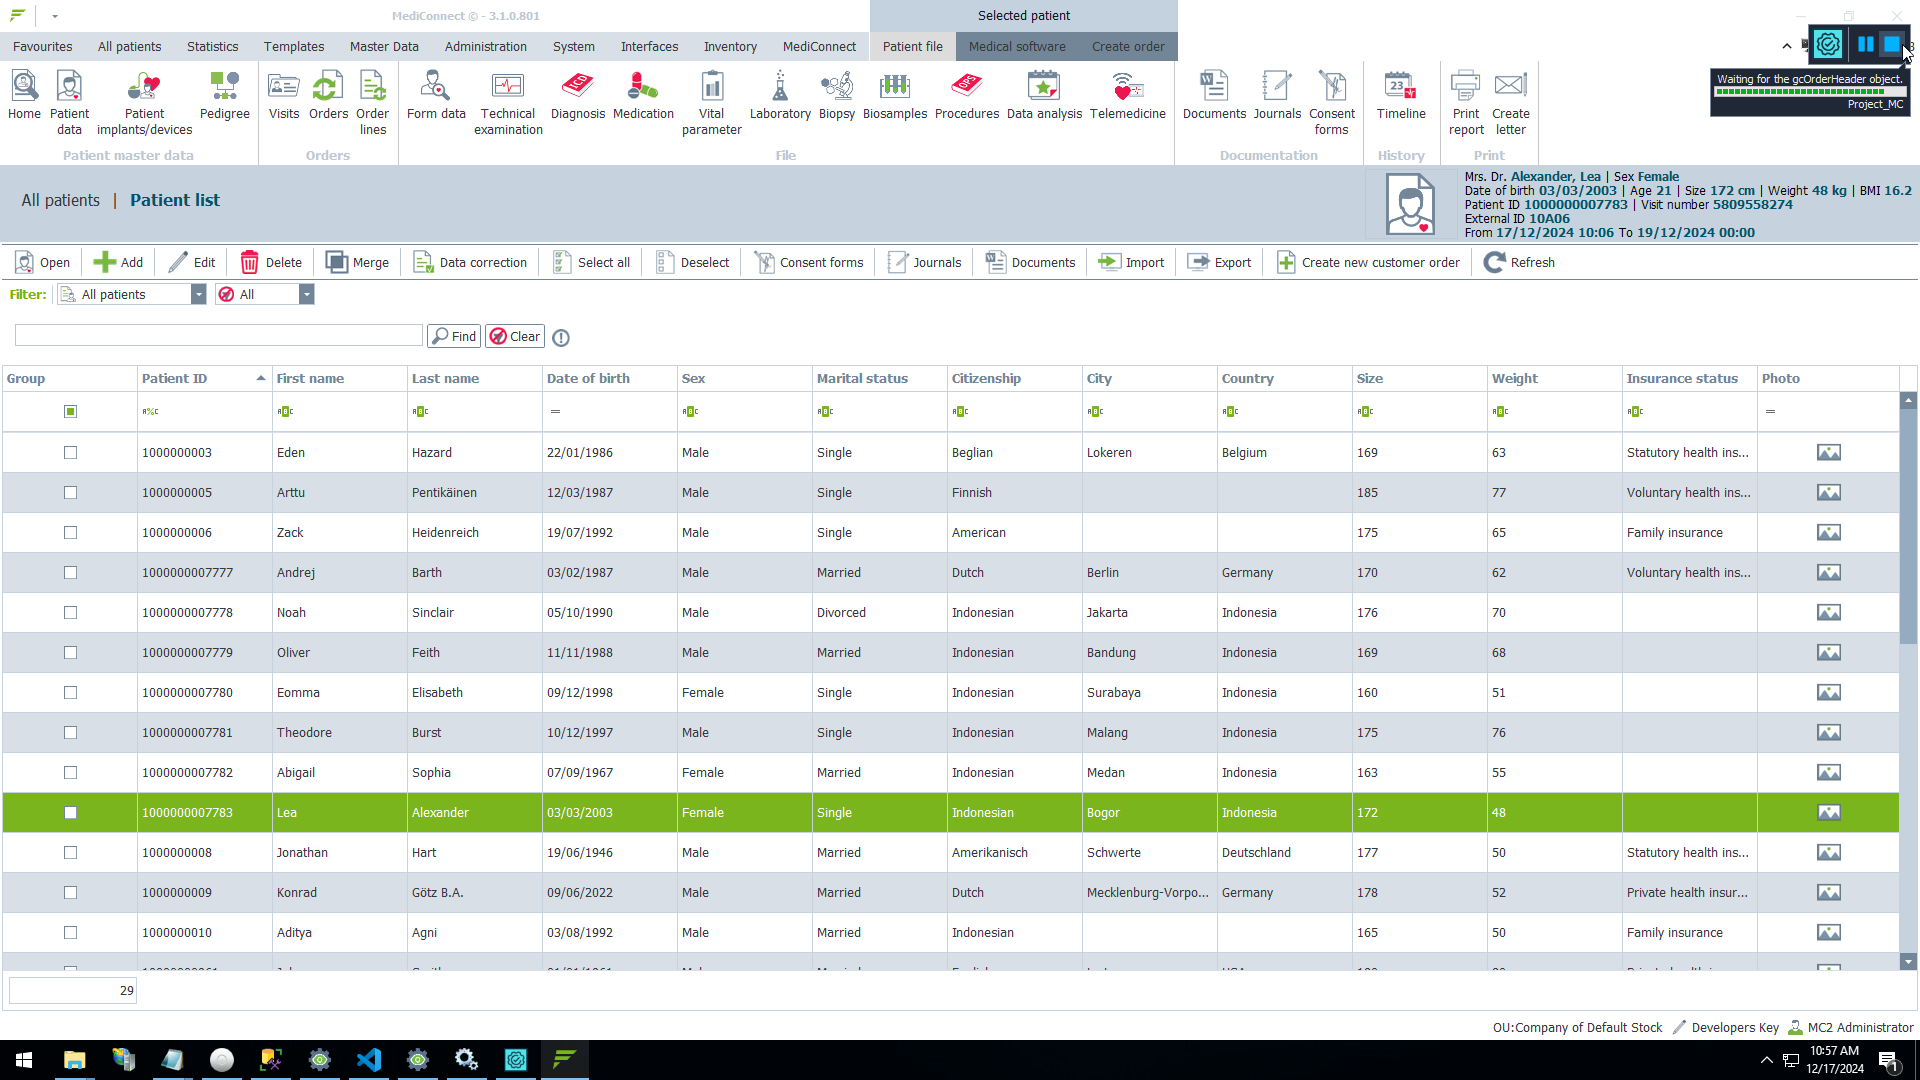 MediConnect © - 3.1.0.801
Selected patient
Favourites All patients Statistics Templates Master Data Administration System Interfaces Inventory MediConnect Patient file Medical software Create order
Waiting for the gcOrderHeader object.
Project_MC
Home Patient data Patient implants/devices Pedigree Visits Orders Order lines Form data Technical examination Diagnosis Medication Vital parameter Laboratory Biopsy Biosamples Procedures Data analysis Telemedicine Documents Journals Consent forms Timeline Print report Create letter
Patient master data Orders File Documentation History Print
All patients | Patient list
Mrs. Dr. Alexander, Lea | Sex Female
Date of birth 03/03/2003 | Age 21 | Size 172 cm | Weight 48 kg | BMI 16.2
Patient ID 1000000007783 | Visit number 5809558274
External ID 10A06
From 17/12/2024 10:06 To 19/12/2024 00:00
Open Add Edit Delete Merge Data correction Select all Deselect Consent forms Journals Documents Import Export Create new customer order Refresh
Filter: All patients All
Find Clear
Group Patient ID First name Last name Date of birth Sex Marital status Citizenship City Country Size Weight Insurance status Photo
1000000003 Eden Hazard 22/01/1986 Male Single Beglian Lokeren Belgium 169 63 Statutory health ins...
1000000005 Arttu Pentikäinen 12/03/1987 Male Single Finnish 185 77 Voluntary health ins...
1000000006 Zack Heidenreich 19/07/1992 Male Single American 175 65 Family insurance
1000000007777 Andrej Barth 03/02/1987 Male Married Dutch Berlin Germany 170 62 Voluntary health ins...
1000000007778 Noah Sinclair 05/10/1990 Male Divorced Indonesian Jakarta Indonesia 176 70
1000000007779 Oliver Feith 11/11/1988 Male Married Indonesian Bandung Indonesia 169 68
1000000007780 Eomma Elisabeth 09/12/1998 Female Single Indonesian Surabaya Indonesia 160 51
1000000007781 Theodore Burst 10/12/1997 Male Single Indonesian Malang Indonesia 175 76
1000000007782 Abigail Sophia 07/09/1967 Female Married Indonesian Medan Indonesia 163 55
1000000007783 Lea Alexander 03/03/2003 Female Single Indonesian Bogor Indonesia 172 48
1000000008 Jonathan Hart 19/06/1946 Male Married Amerikanisch Schwerte Deutschland 177 50 Statutory health ins...
1000000009 Konrad Götz B.A. 09/06/2022 Male Married Dutch Mecklenburg-Vorpo... Germany 178 52 Private health insur...
1000000010 Aditya Agni 03/08/1992 Male Married Indonesian 165 50 Family insurance
29
OU:Company of Default Stock Developers Key MC2 Administrator
10:57 AM
12/17/2024
1